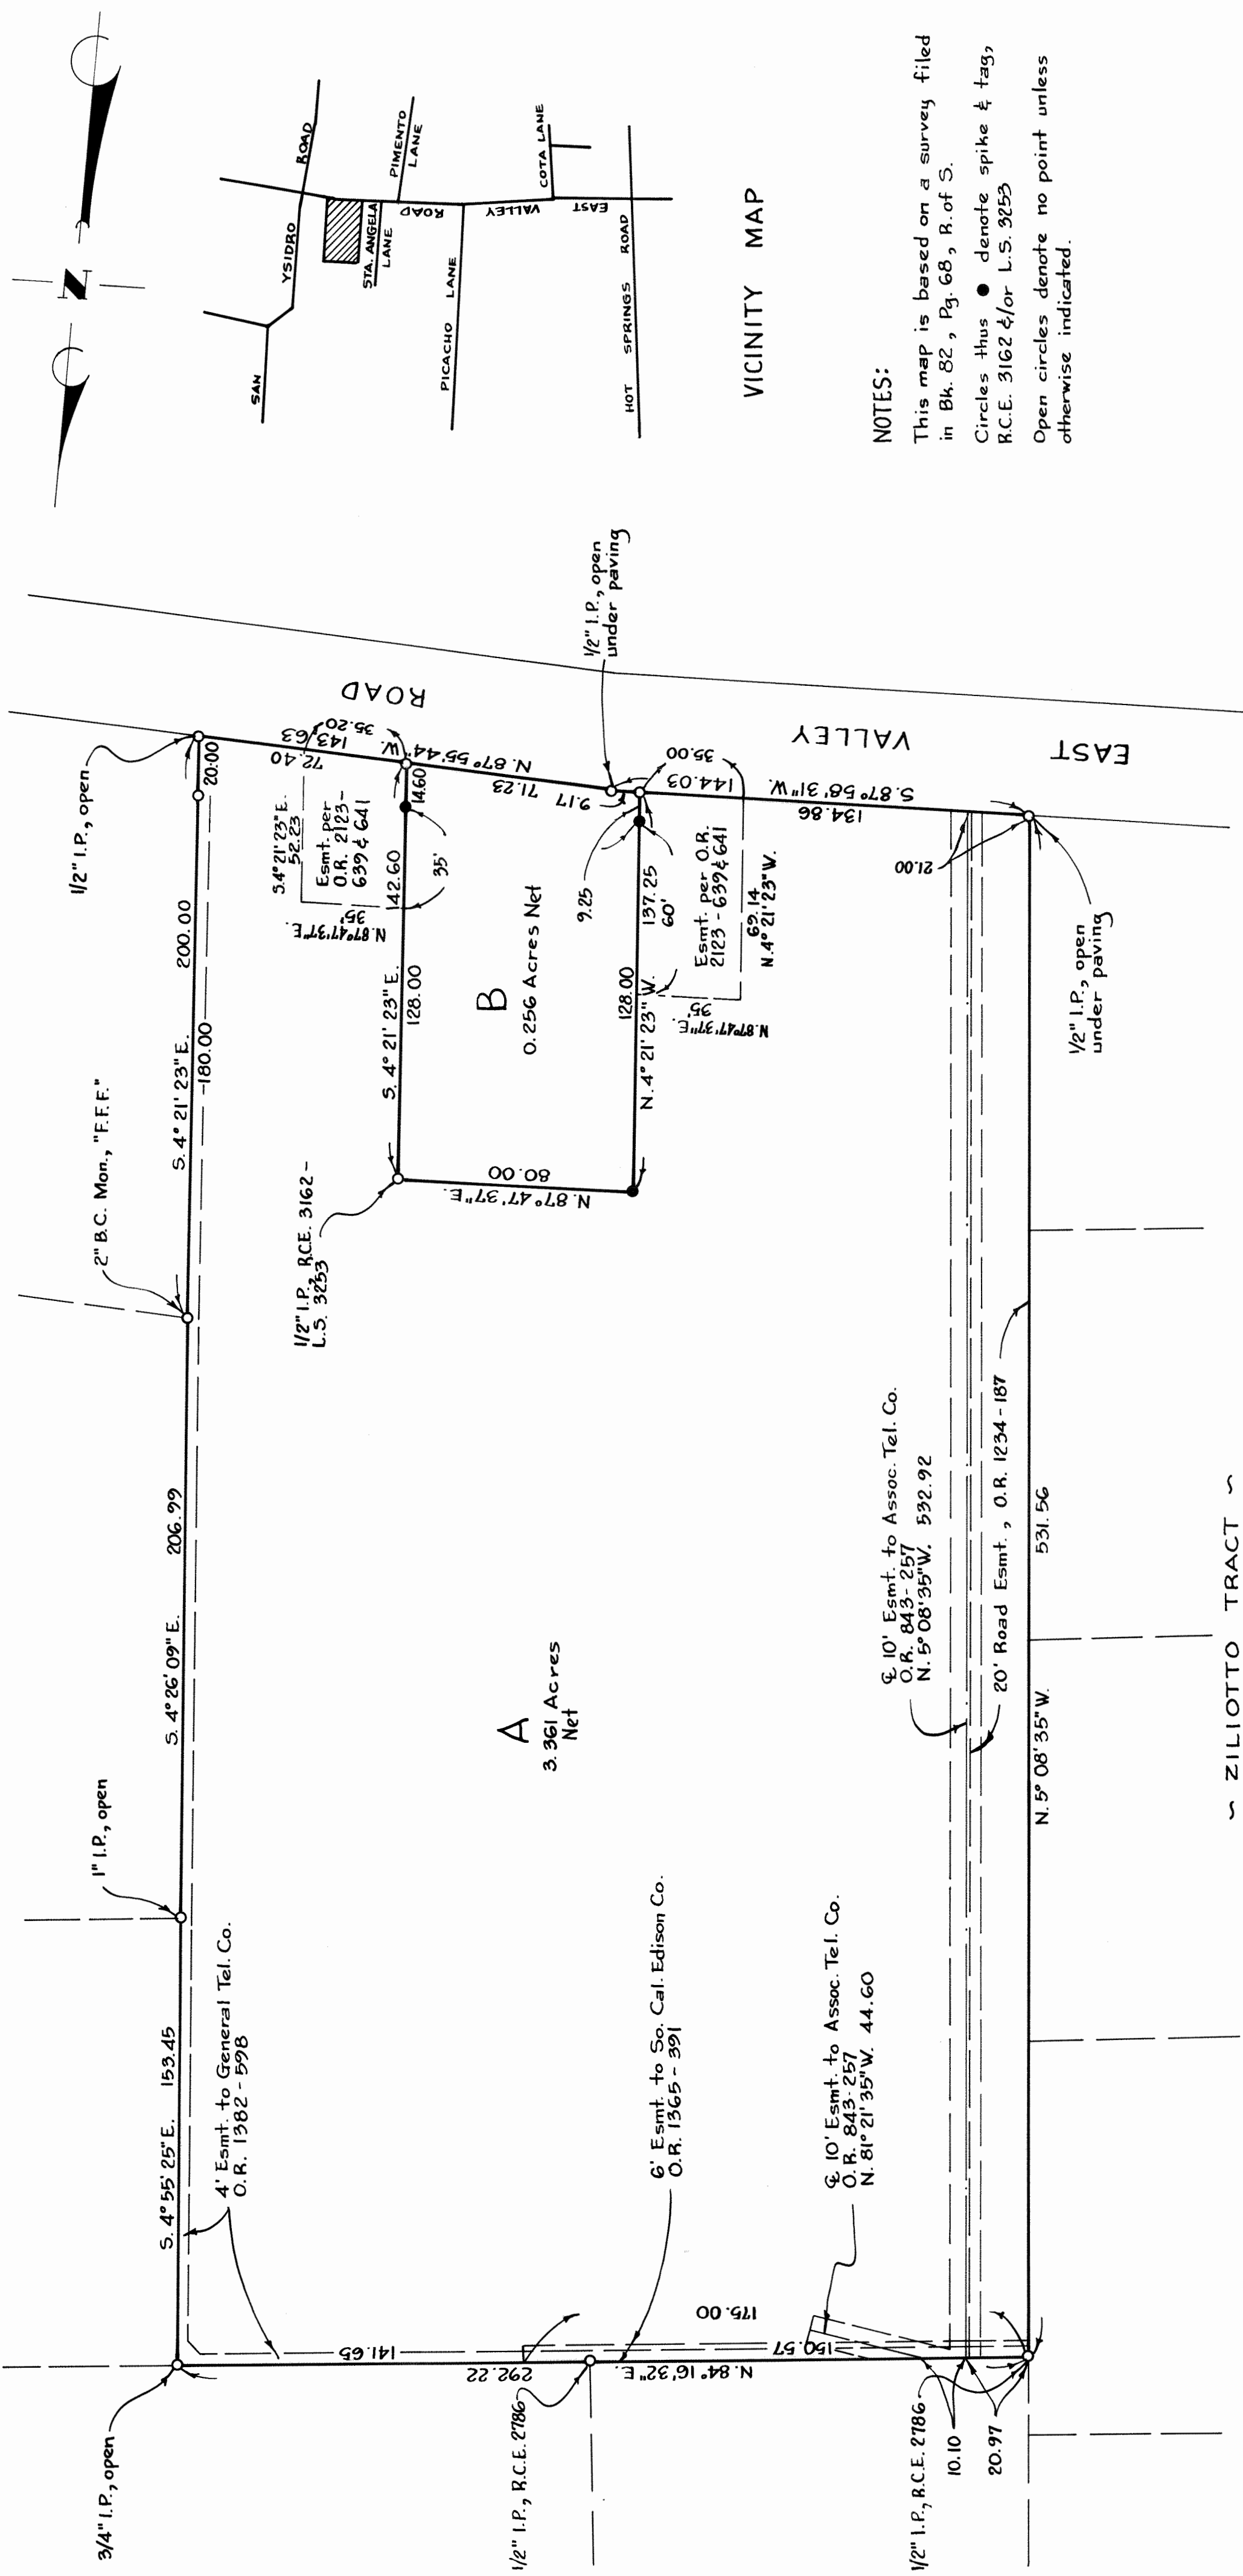 N
SAN
YSIDRO
ROAD
STA. ANGELA
LANE
PIMENTO
LANE
ROAD
VALLEY
EAST
PICACHO LANE
COTA LANE
HOT SPRINGS ROAD
VICINITY MAP
NOTES:
This map is based on a survey filed
in Bk. 82, Pg. 68, R. of S.
Circles thus ● denote spike & tag,
R.C.E. 3162 &/or L.S. 3253
Open circles denote no point unless
otherwise indicated.
3/4" I.P., open
S. 4° 55' 25" E. 153.45
1" I.P., open
S. 4° 26' 09" E. 206.99
2" B.C. Mon., "F.F.F."
S. 4° 21' 23" E. 200.00
180.00
20.00
1/2" I.P., open
4' Esmt. to General Tel. Co.
O.R. 1382 - 598
S. 4° 21' 23" E.
52.23
Esmt. per
O.R. 2123-
639 & 641
N. 87° 47' 37" E.
35'
72.40
143.63
35.20
N. 87° 55' 44" W.
71.23
9.17
ROAD
1/2" I.P., R.C.E. 3162 -
L.S. 3253
S. 4° 21' 23" E.
128.00
142.60
14.60
35'
B
0.256 Acres Net
N. 87° 47' 37" E.
80.00
9.25
N. 4° 21' 23" W.
128.00
137.25
60'
1/2" I.P., open
under paving
Esmt. per O.R.
2123 - 639 & 641
69.14
N. 4° 21' 23" W.
N. 87° 47' 37" E.
35'
35.00
144.03
S. 87° 58' 31" W.
134.86
21.00
VALLEY
EAST
1/2" I.P., open
under paving
A
3.361 Acres
Net
141.65
292.22
1/2" I.P., R.C.E. 2786
N. 84° 16' 32" E.
150.57
175.00
6' Esmt. to So. Cal. Edison Co.
O.R. 1365 - 391
℄ 10' Esmt. to Assoc. Tel. Co.
O.R. 843-257
N. 81° 21' 35" W. 44.60
℄ 10' Esmt. to Assoc. Tel. Co.
O.R. 843-257
N. 5° 08' 35" W. 532.92
20' Road Esmt., O.R. 1234 - 187
1/2" I.P., R.C.E. 2786
10.10
20.97
N. 5° 08' 35" W. 531.56
~ ZILIOTTO TRACT ~